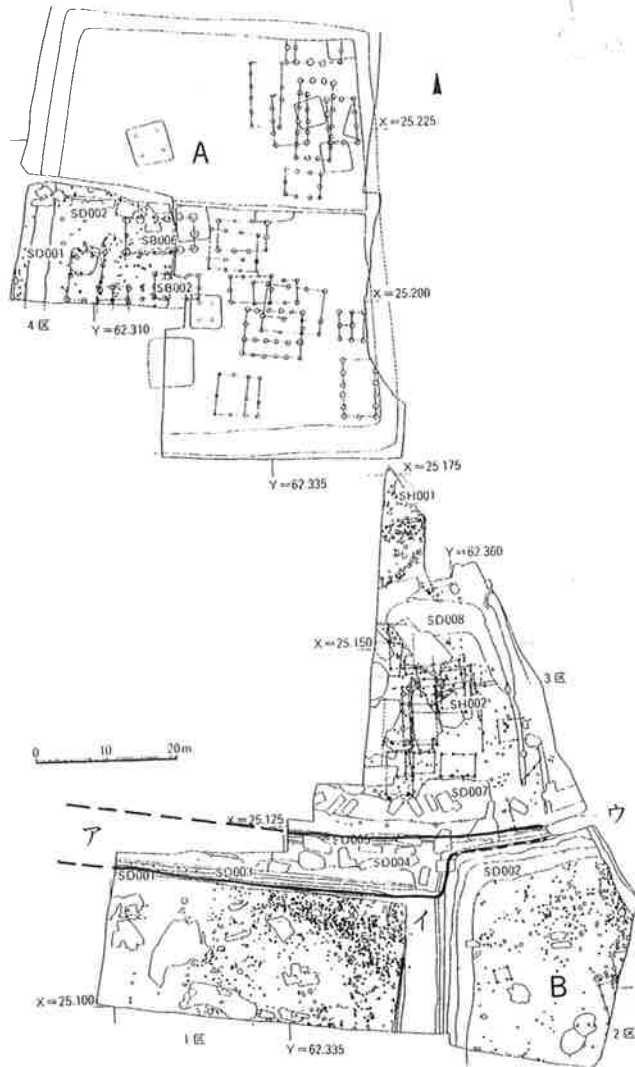 A
X=25.225
SD002
SD001
SB006
SB002
X=25.200
4区
Y=62.310
Y=62.335
X=25.175
SH001
Y=62.360
SD008
X=25.150
3区
SH002
0 10 20m
SD007
X=25.125
ア
ウ
SD005
SD004
SD001
SD003
SD002
イ
B
X=25.100
1区
Y=62.335
2区